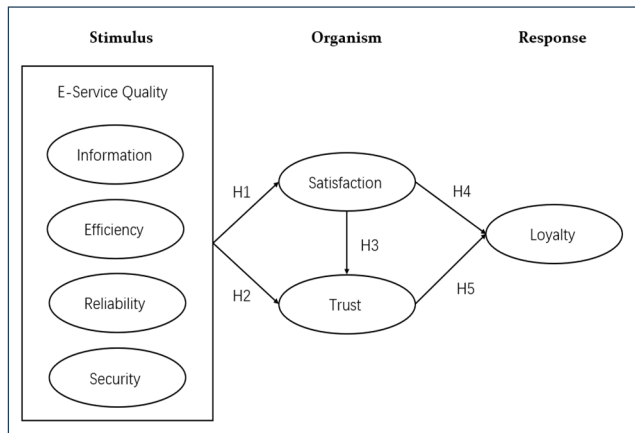 Stimulus
Organism
Response
E-Service Quality
Information
Efficiency
Reliability
Security
H1
H2
Satisfaction
H3
Trust
H4
H5
Loyalty